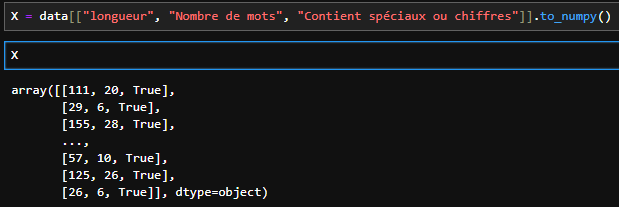 X = data[["longueur", "Nombre de mots", "Contient spéciaux ou chiffres"]].to_numpy()
X
array([[111, 20, True],
       [29, 6, True],
       [155, 28, True],
       ...,
       [57, 10, True],
       [125, 26, True],
       [26, 6, True]], dtype=object)